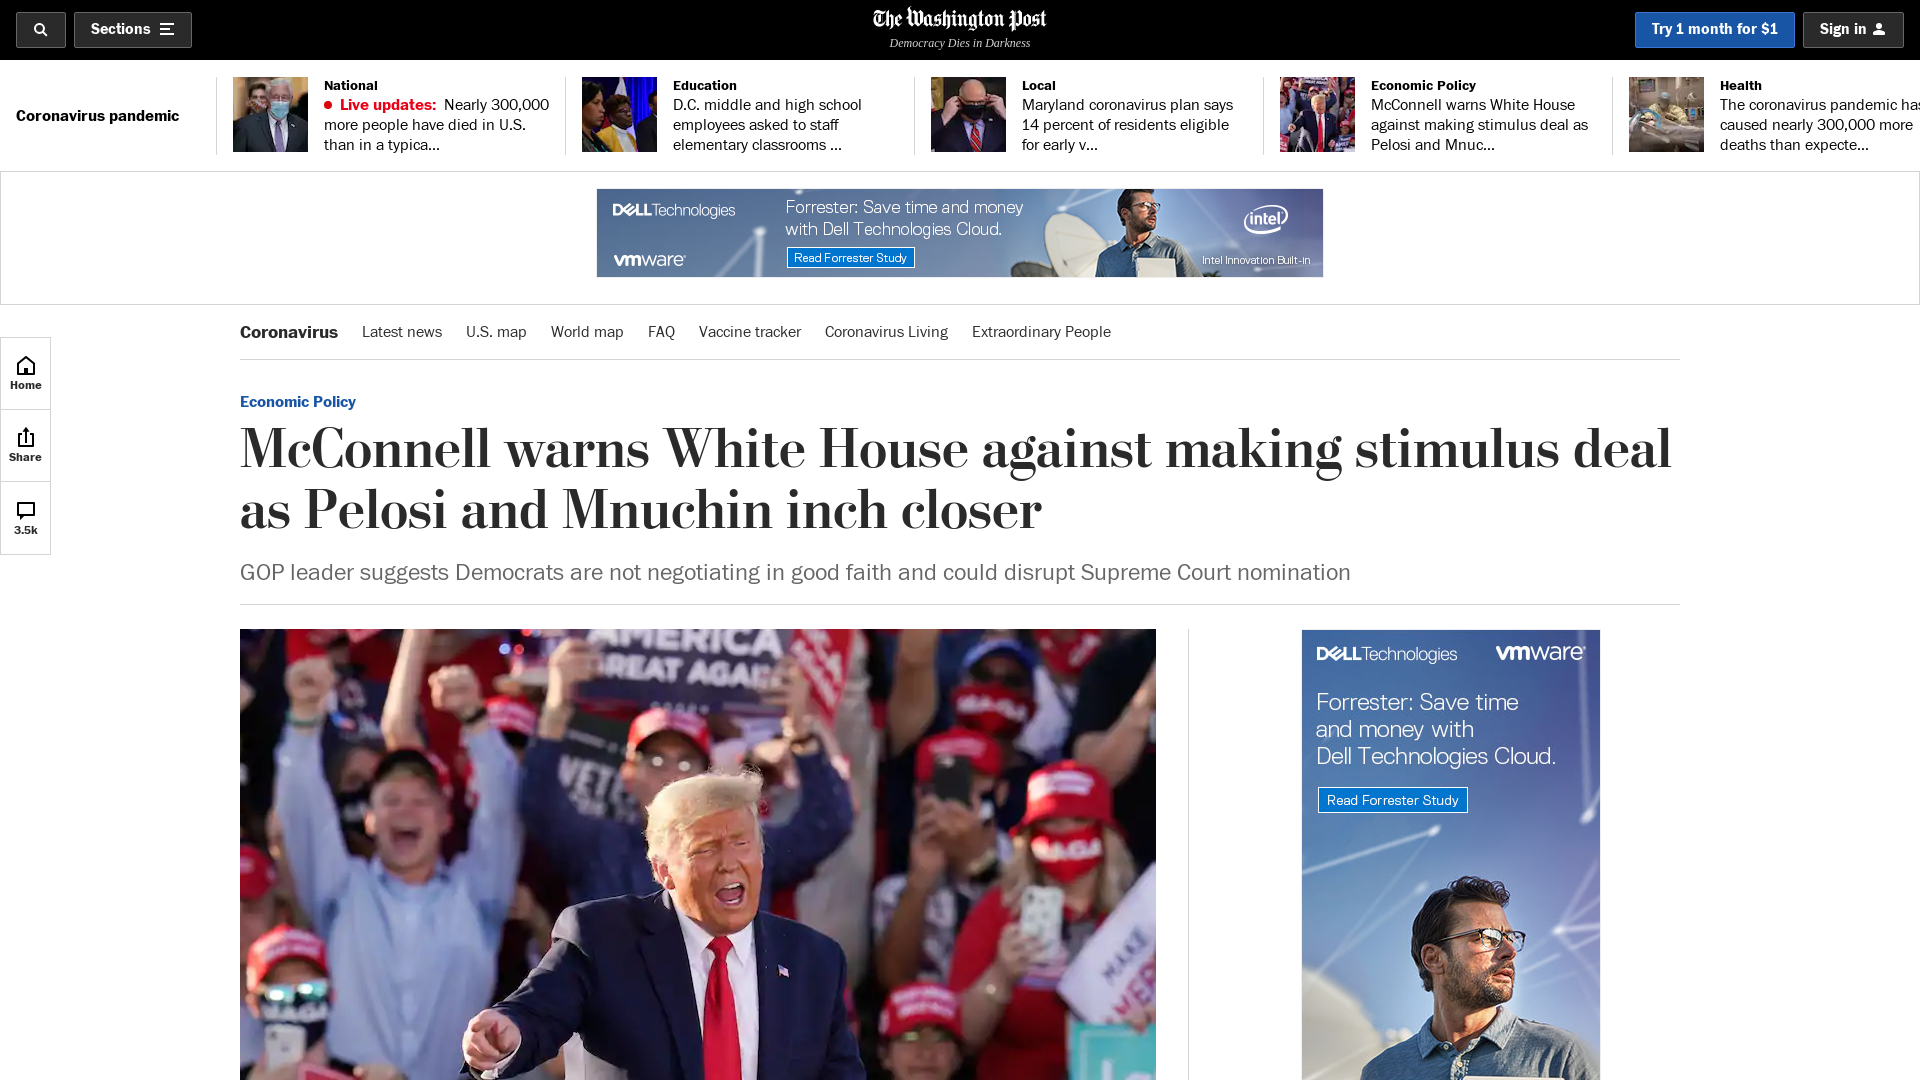 Sections
The Washington Post
Democracy Dies in Darkness
Try 1 month for $1
Sign in
Coronavirus pandemic
National
Live updates: Nearly 300,000
more people have died in U.S.
than in a typica...
Education
D.C. middle and high school
employees asked to staff
elementary classrooms ...
Local
Maryland coronavirus plan says
14 percent of residents eligible
for early v...
Economic Policy
McConnell warns White House
against making stimulus deal as
Pelosi and Mnuc...
Health
The coronavirus pandemic has
caused nearly 300,000 more
deaths than expecte...
DELLTechnologies
vmware
Forrester: Save time and money
with Dell Technologies Cloud.
Read Forrester Study
intel
Intel Innovation Built-in
Coronavirus
Latest news
U.S. map
World map
FAQ
Vaccine tracker
Coronavirus Living
Extraordinary People
Home
Share
3.5k
Economic Policy
McConnell warns White House against making stimulus deal
as Pelosi and Mnuchin inch closer
GOP leader suggests Democrats are not negotiating in good faith and could disrupt Supreme Court nomination
AMERICA
GREAT AGAI
MAGA
VETE
MAKE
DELLTechnologies
vmware
Forrester: Save time
and money with
Dell Technologies Cloud.
Read Forrester Study